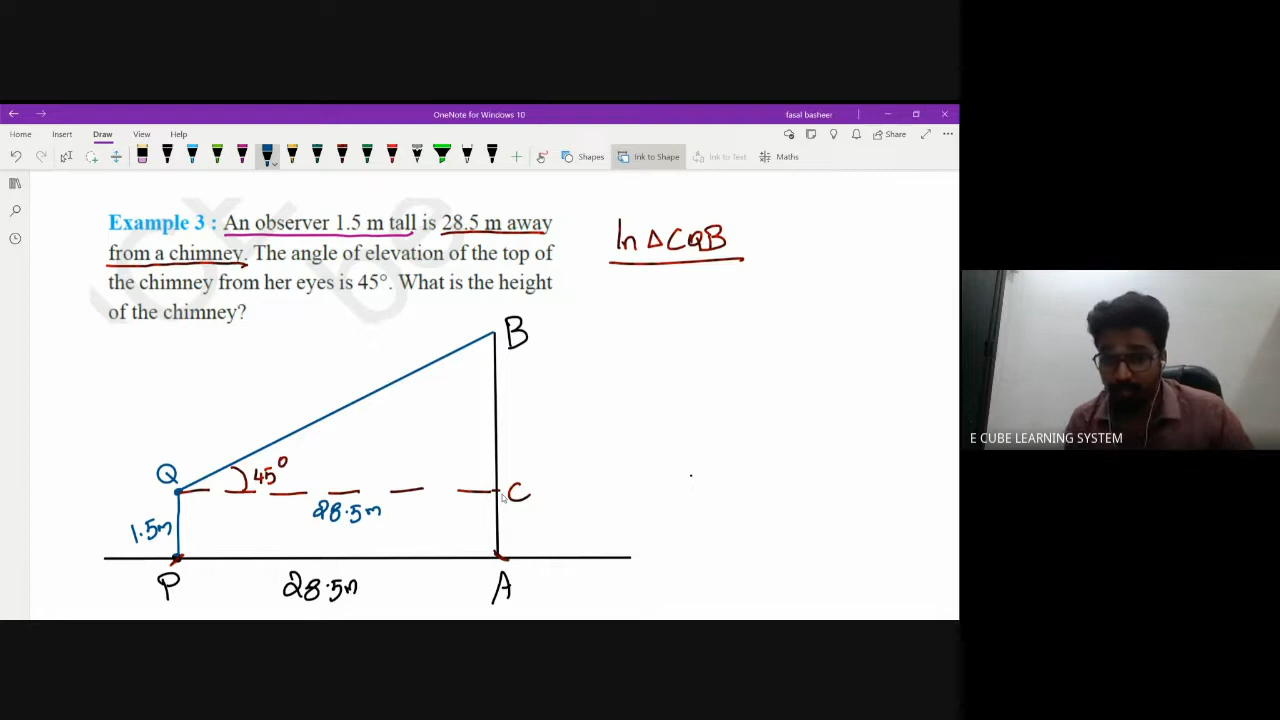 OneNote for Windows 10
fasal basheer
Home Insert Draw View Help
Share
Shapes
Ink to Shape
Ink to Text
Maths
Example 3 : An observer 1.5 m tall is 28.5 m away
from a chimney. The angle of elevation of the top of
the chimney from her eyes is 45°. What is the height
of the chimney?
In △CQB
B
Q
45°
C
28.5m
1.5m
P
28.5m
A
E CUBE LEARNING SYSTEM